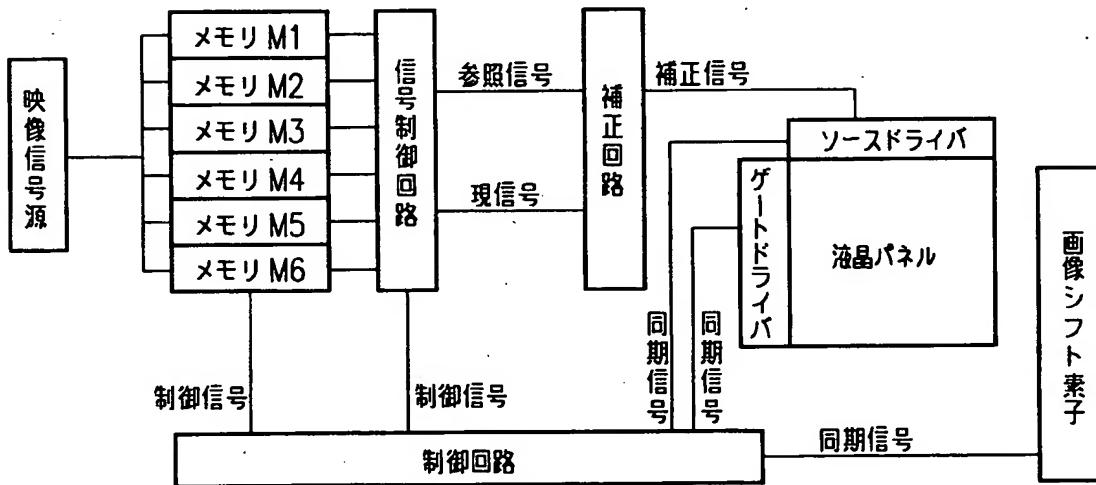 映像信号源
メモリ M1
メモリ M2
メモリ M3
メモリ M4
メモリ M5
メモリ M6
信号制御回路
参照信号
現信号
補正回路
補正信号
ソースドライバ
ゲートドライバ
液晶パネル
画像シフト素子
制御信号
制御信号
同期信号
同期信号
同期信号
制御回路